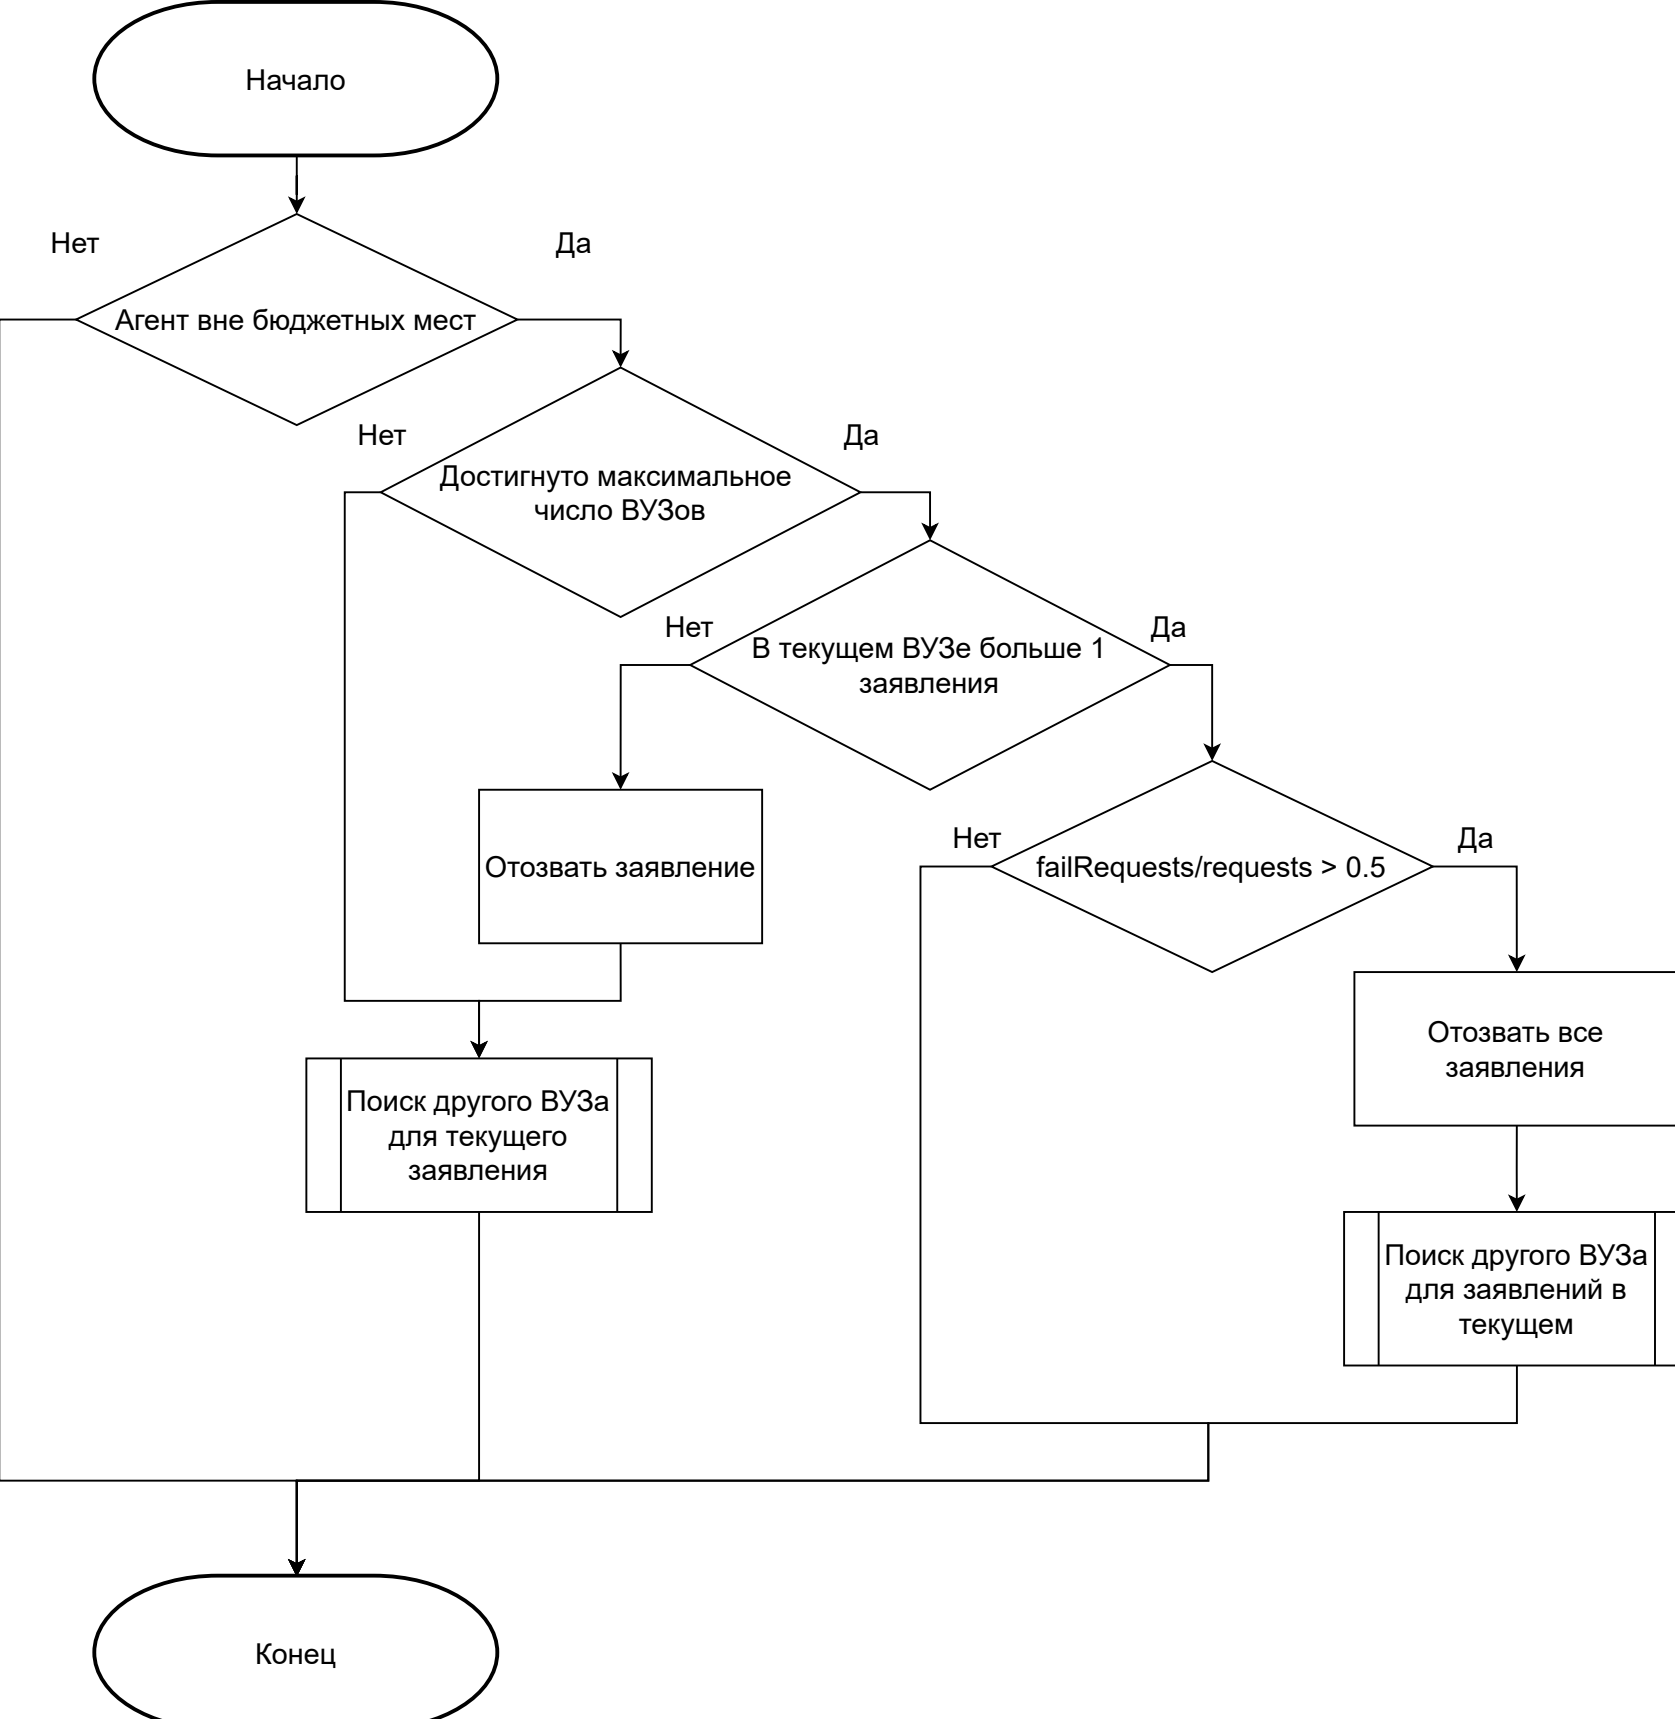 Начало
Нет
Да
Агент вне бюджетных мест
Нет
Да
Достигнуто максимальное
число ВУЗов
Нет
Да
В текущем ВУЗе больше 1
заявления
Нет
Да
Отозвать заявление
failRequests/requests > 0.5
Отозвать все
заявления
Поиск другого ВУЗа
для текущего
заявления
Поиск другого ВУЗа
для заявлений в
текущем
Конец